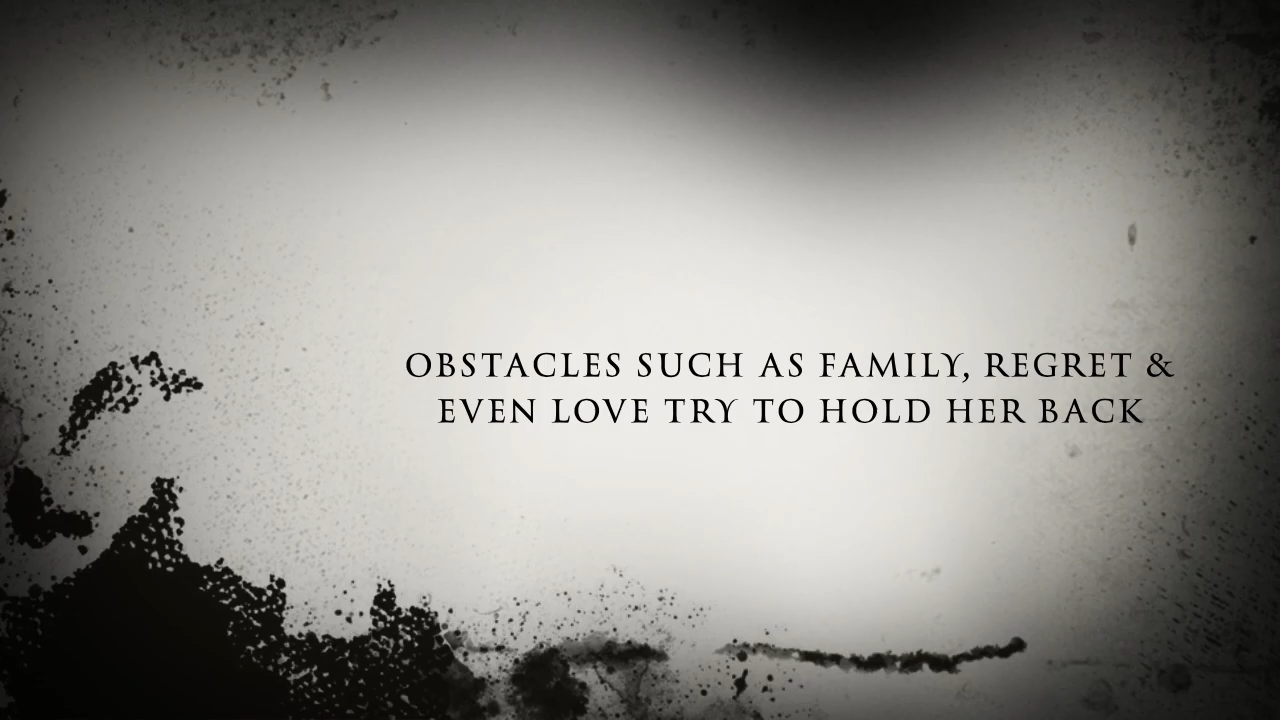 OBSTACLES SUCH AS FAMILY, REGRET &
EVEN LOVE TRY TO HOLD HER BACK